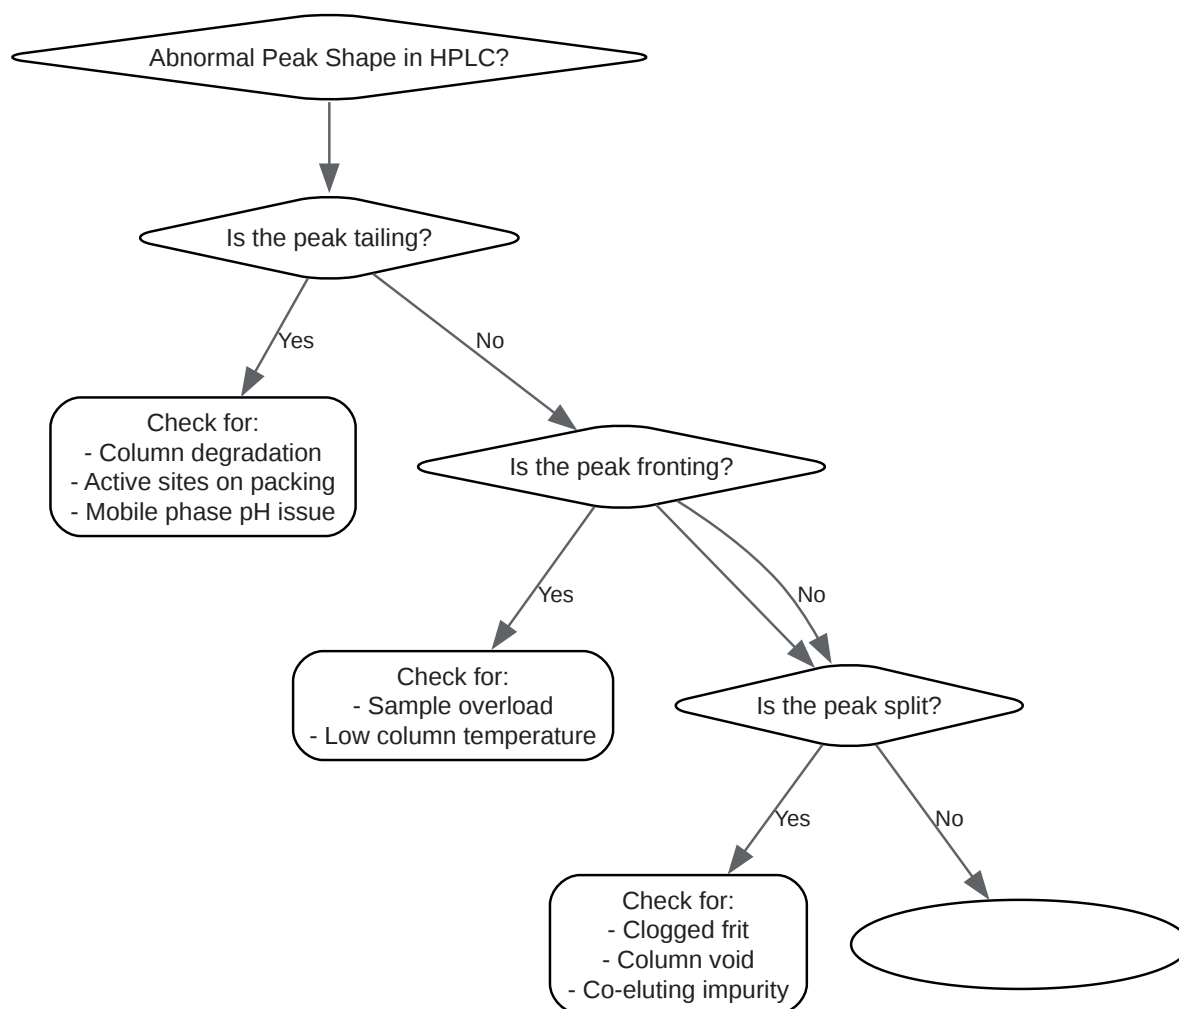 Abnormal Peak Shape in HPLC?
Is the peak tailing?
Yes
No
Check for:
- Column degradation
- Active sites on packing
- Mobile phase pH issue
Is the peak fronting?
Yes
No
Check for:
- Sample overload
- Low column temperature
Is the peak split?
Yes
No
Check for:
- Clogged frit
- Column void
- Co-eluting impurity